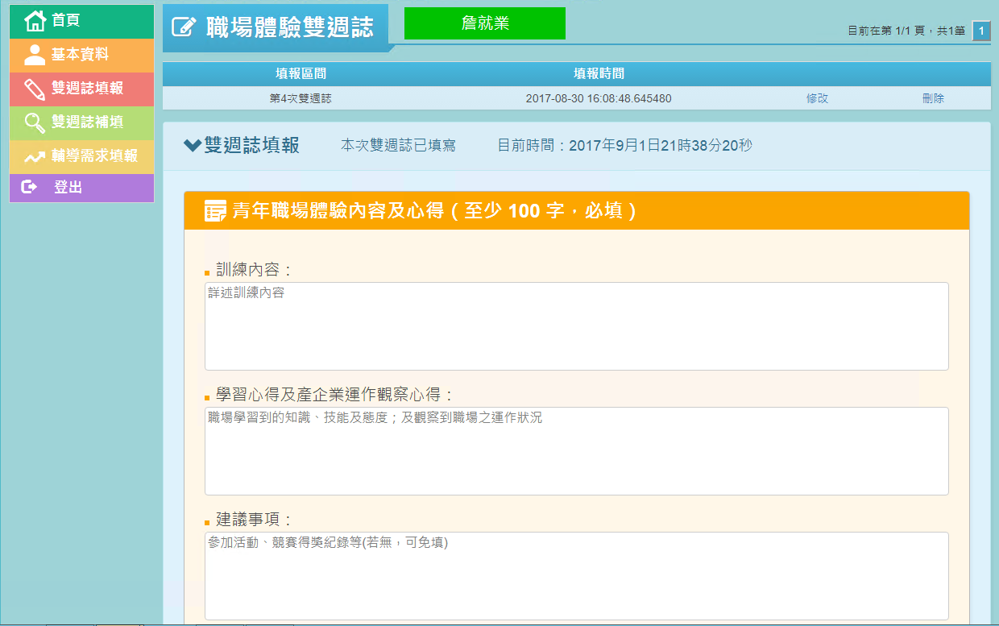 首頁
基本資料
雙週誌填報
雙週誌補填
輔導需求填報
登出
職場體驗雙週誌
詹就業
目前在第 1/1 頁，共1筆 1
填報區間 填報時間
第4次雙週誌 2017-08-30 16:08:48.645480 修改 刪除
雙週誌填報 本次雙週誌已填寫 目前時間：2017年9月1日21時38分20秒
青年職場體驗內容及心得（至少 100 字，必填）
訓練內容：
詳述訓練內容
學習心得及產企業運作觀察心得：
職場學習到的知識、技能及態度；及觀察到職場之運作狀況
建議事項：
參加活動、競賽得獎紀錄等(若無，可免填)